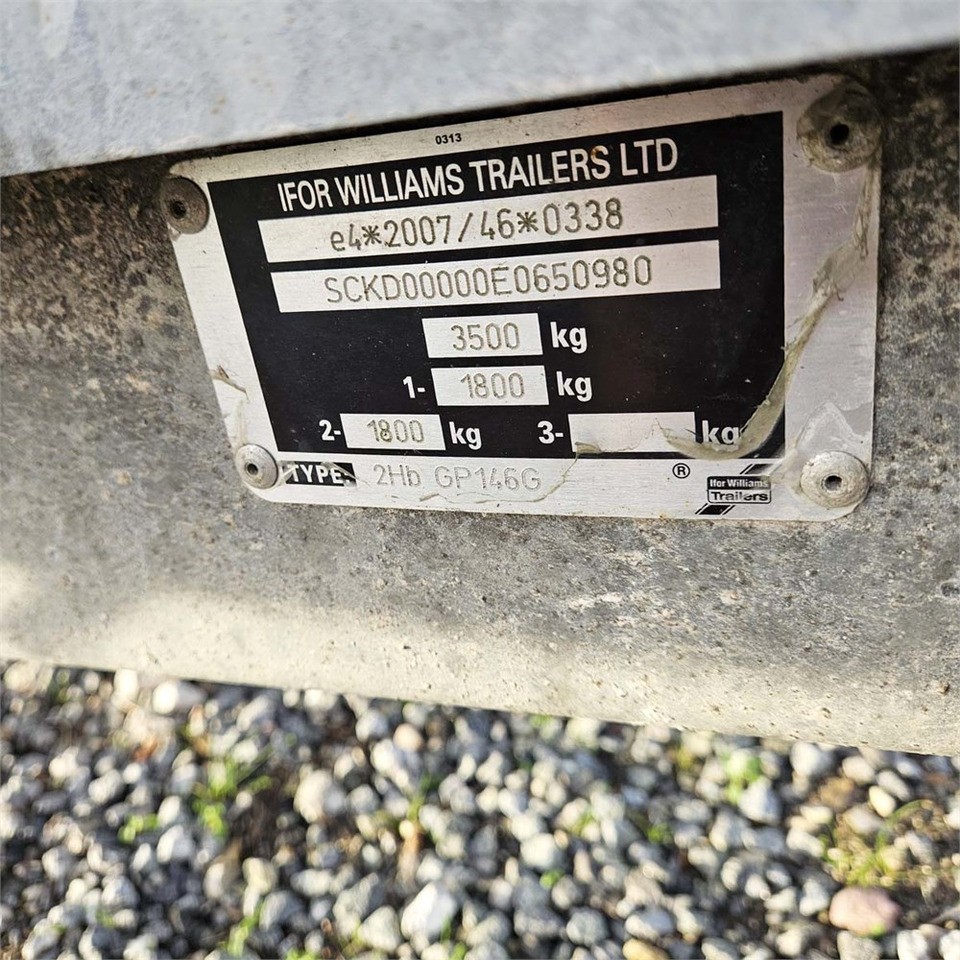 0313
IFOR WILLIAMS TRAILERS LTD
e4*2007/46*0338
SCKD00000E0650980
3500 kg
1- 1800 kg
2- 1800 kg 3- kg
TYPE- 2Hb GP146G ®
Ifor Williams
Trailers